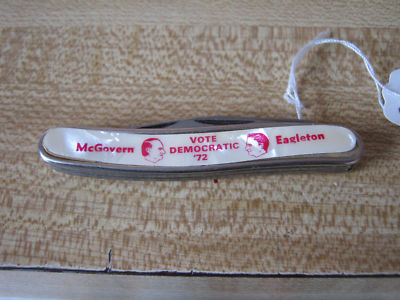 McGovern
VOTE
DEMOCRATIC
'72
Eagleton